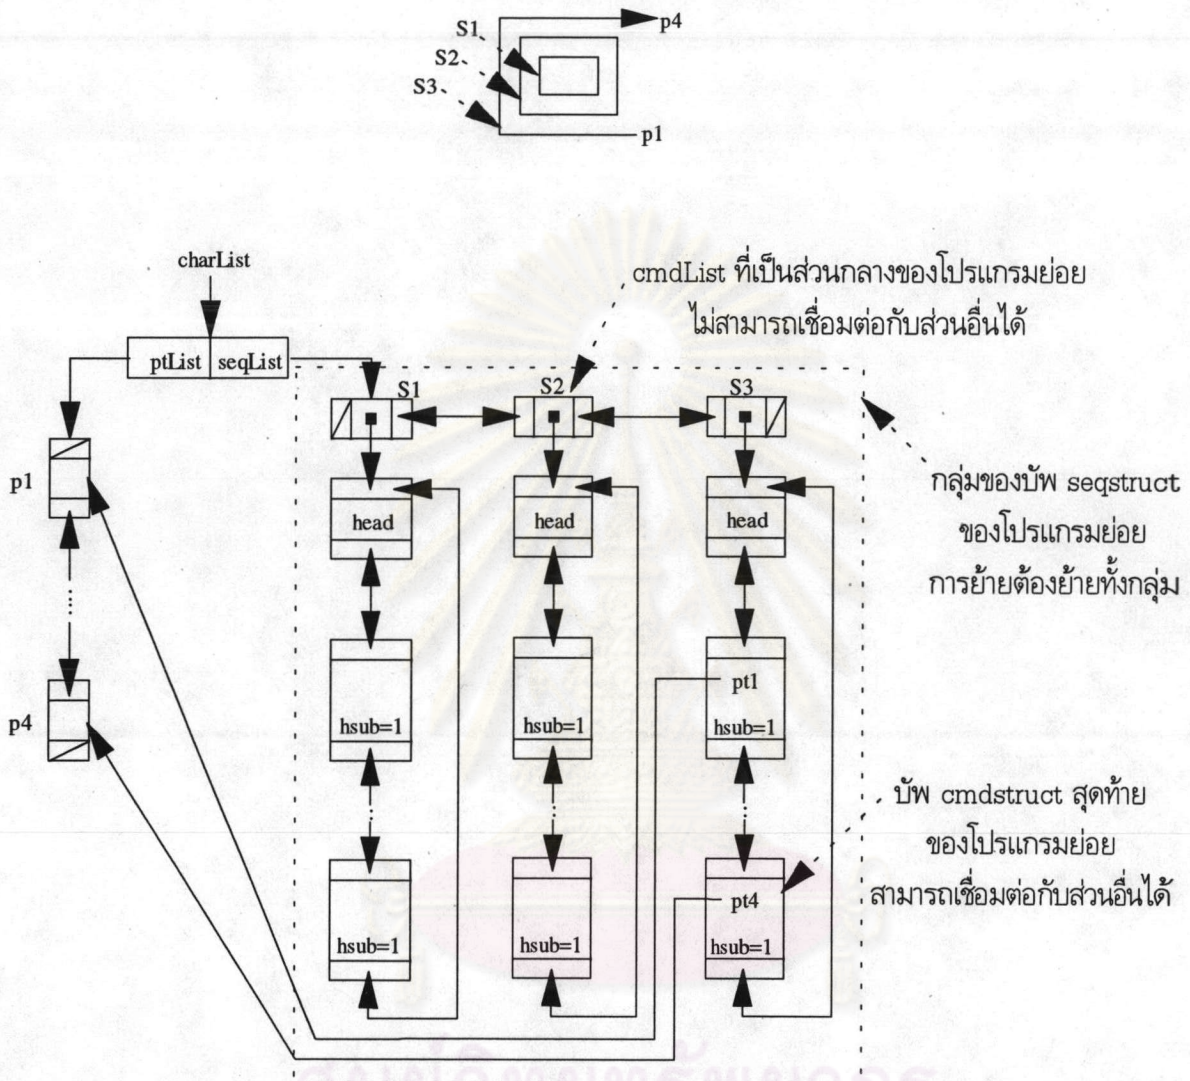 p4
S1
S2
S3
p1
charList
cmdList ที่เป็นส่วนกลางของโปรแกรมย่อย
ไม่สามารถเชื่อมต่อกับส่วนอื่นได้
ptList seqList
S1
S2
S3
p1
head
head
head
กลุ่มของบัพ seqstruct
ของโปรแกรมย่อย
การย้ายต้องย้ายทั้งกลุ่ม
pt1
p4
hsub=1
hsub=1
hsub=1
บัพ cmdstruct สุดท้าย
ของโปรแกรมย่อย
สามารถเชื่อมต่อกับส่วนอื่นได้
pt4
hsub=1
hsub=1
hsub=1